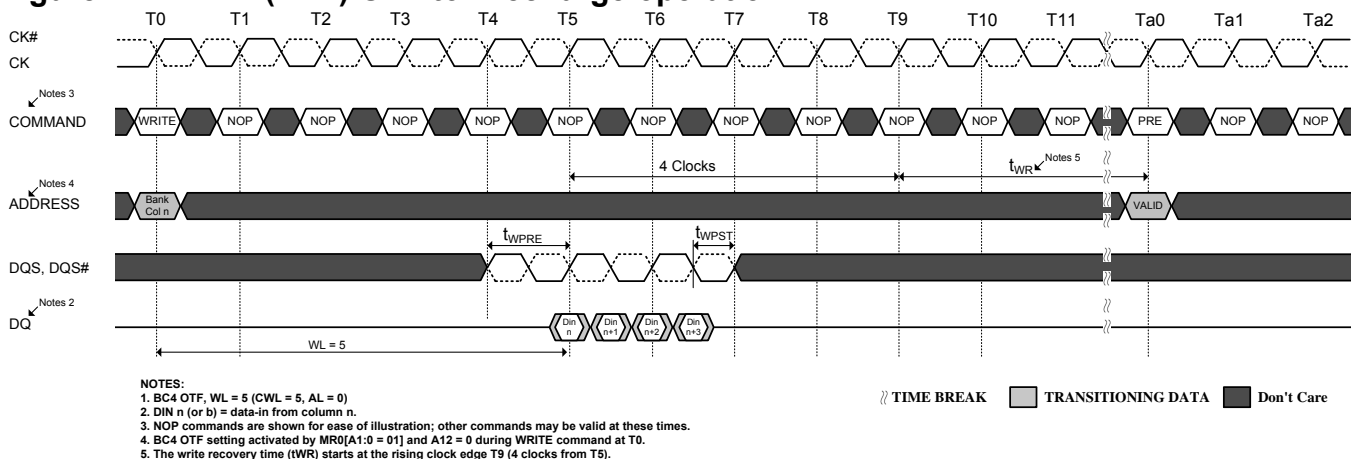 T0 T1 T2 T3 T4 T5 T6 T7 T8 T9 T10 T11 Ta0 Ta1 Ta2
CK#
CK
Notes 3
COMMAND WRITE NOP NOP NOP NOP NOP NOP NOP NOP NOP NOP NOP PRE NOP NOP
4 Clocks tWR Notes 5
Notes 4
ADDRESS Bank Col n VALID
tWPRE tWPST
DQS, DQS#
Notes 2
DQ Din n Din n+1 Din n+2 Din n+3
WL = 5
NOTES:
1. BC4 OTF, WL = 5 (CWL = 5, AL = 0)
2. DIN n (or b) = data-in from column n.
3. NOP commands are shown for ease of illustration; other commands may be valid at these times.
4. BC4 OTF setting activated by MR0[A1:0 = 01] and A12 = 0 during WRITE command at T0.
5. The write recovery time (tWR) starts at the rising clock edge T9 (4 clocks from T5).
TIME BREAK TRANSITIONING DATA Don't Care